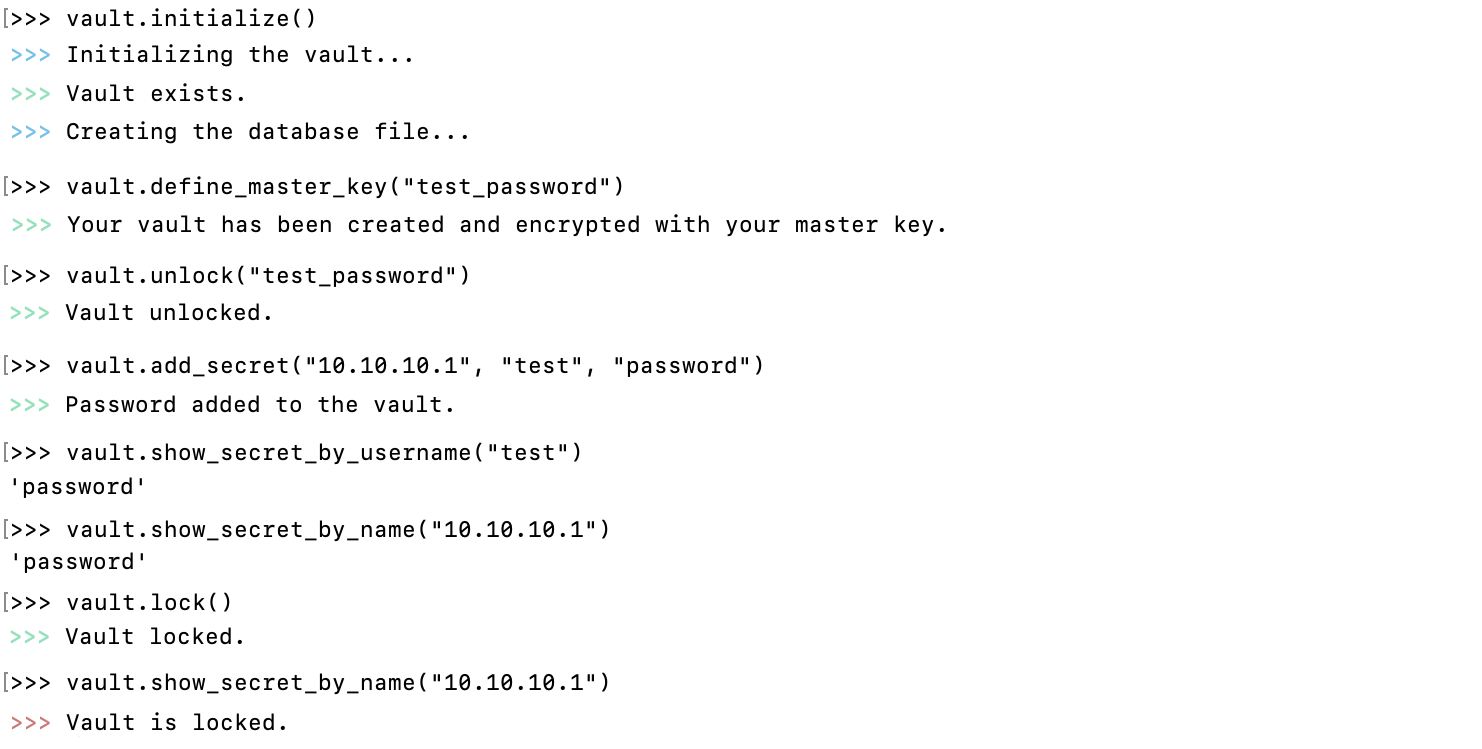 [>>> vault.initialize()
>>> Initializing the vault...
>>> Vault exists.
>>> Creating the database file...
[>>> vault.define_master_key("test_password")
>>> Your vault has been created and encrypted with your master key.
[>>> vault.unlock("test_password")
>>> Vault unlocked.
[>>> vault.add_secret("10.10.10.1", "test", "password")
>>> Password added to the vault.
[>>> vault.show_secret_by_username("test")
'password'
[>>> vault.show_secret_by_name("10.10.10.1")
'password'
[>>> vault.lock()
>>> Vault locked.
[>>> vault.show_secret_by_name("10.10.10.1")
>>> Vault is locked.